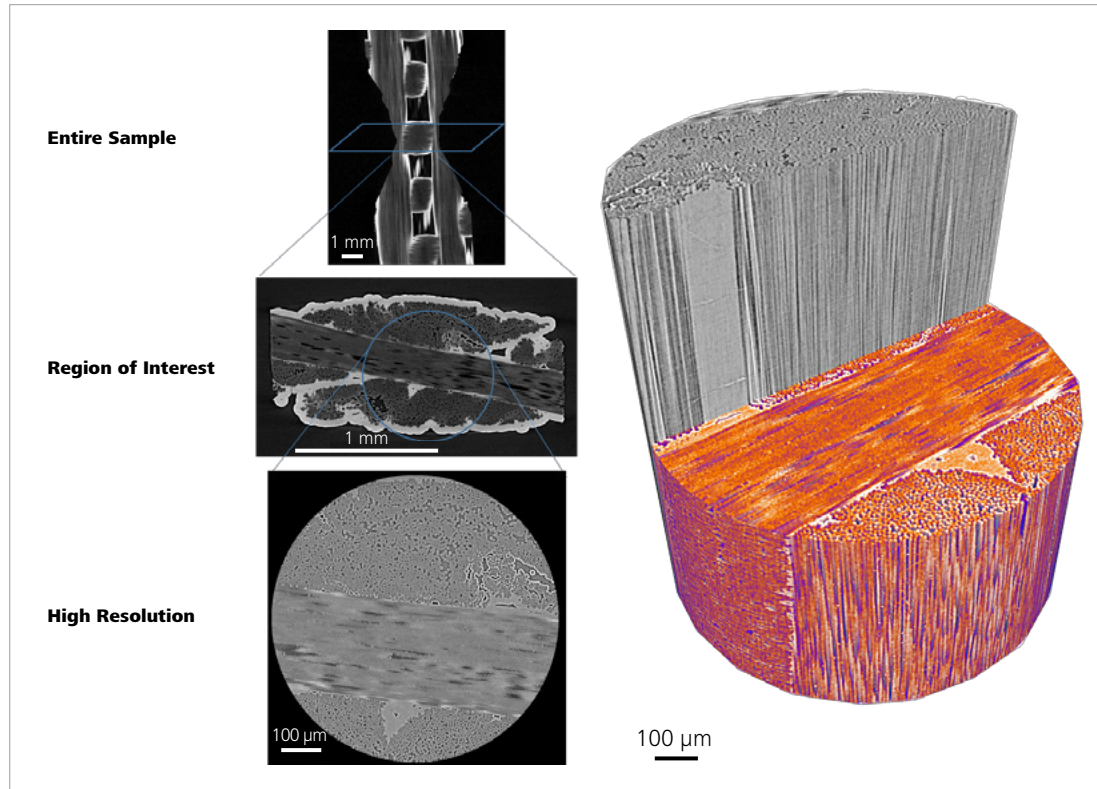 Entire Sample
1 mm
Region of Interest
1 mm
High Resolution
100 µm
100 µm